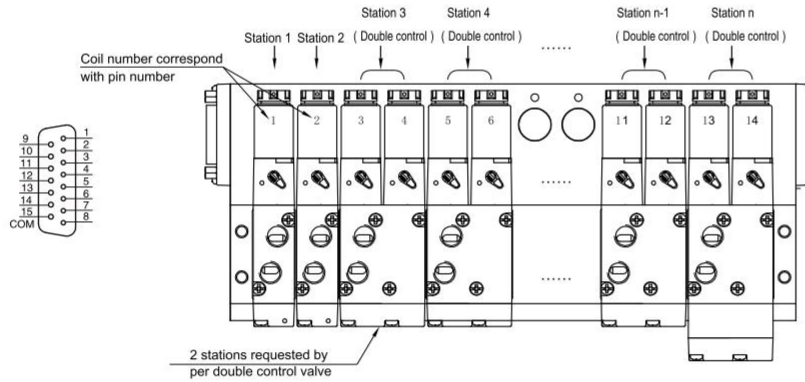 Station 3
Station 4
Station n-1
Station n
Station 1
Station 2
( Double control )
( Double control )
......
( Double control )
( Double control )
Coil number correspond
with pin number
1
2
3
4
5
6
11
12
13
14
9
1
10
2
11
3
12
4
13
5
14
6
15
7
COM
8
......
......
2 stations requested by
per double control valve